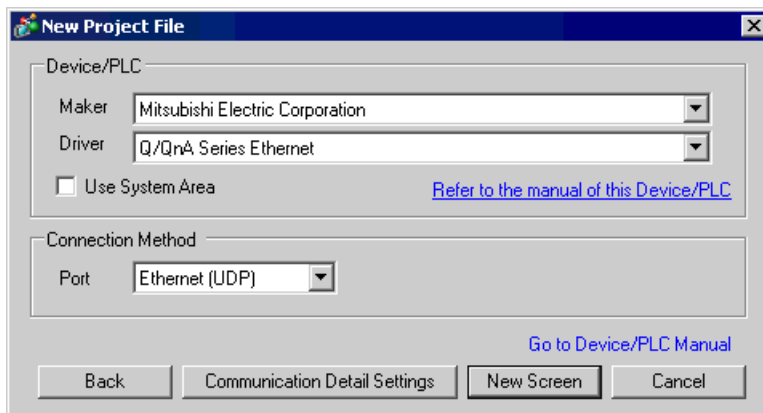 New Project File
Device/PLC
Maker Mitsubishi Electric Corporation
Driver Q/QnA Series Ethernet
Use System Area Refer to the manual of this Device/PLC
Connection Method
Port Ethernet (UDP)
Go to Device/PLC Manual
Back Communication Detail Settings New Screen Cancel